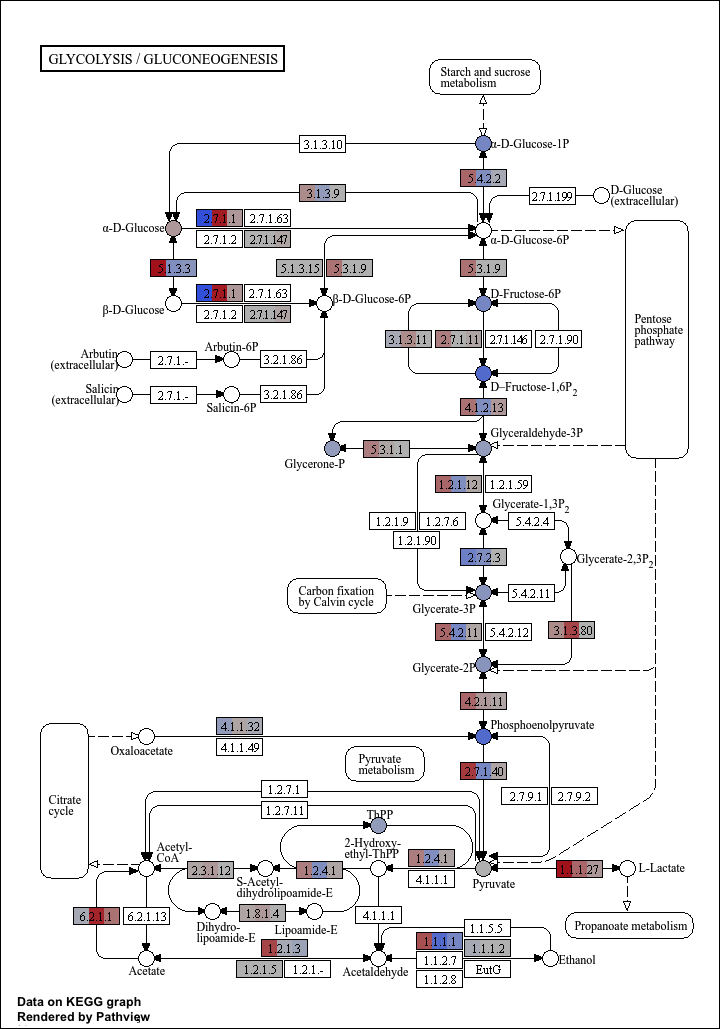 GLYCOLYSIS / GLUCONEOGENESIS
Starch and sucrose
metabolism
3.1.3.10
α-D-Glucose-1P
5.4.2.2
3.1.3.9
2.7.1.199
D-Glucose
(extracellular)
2.7.1.1
2.7.1.63
α-D-Glucose
2.7.1.2
2.7.1.147
α-D-Glucose-6P
5.1.3.3
5.1.3.15
5.3.1.9
5.3.1.9
2.7.1.1
2.7.1.63
β-D-Glucose
2.7.1.2
2.7.1.147
β-D-Glucose-6P
D-Fructose-6P
Pentose
phosphate
pathway
3.1.3.11
2.7.1.11
2.7.1.146
2.7.1.90
Arbutin
(extracellular)
2.7.1.-
Arbutin-6P
3.2.1.86
Salicin
(extracellular)
2.7.1.-
Salicin-6P
3.2.1.86
D-Fructose-1,6P2
4.1.2.13
Glyceraldehyde-3P
5.3.1.1
Glycerone-P
1.2.1.12
1.2.1.59
Glycerate-1,3P2
1.2.1.9
1.2.7.6
5.4.2.4
1.2.1.90
2.7.2.3
Glycerate-2,3P2
Carbon fixation
by Calvin cycle
5.4.2.11
Glycerate-3P
5.4.2.11
5.4.2.12
3.1.3.80
Glycerate-2P
4.2.1.11
4.1.1.32
Phosphoenolpyruvate
Oxaloacetate
4.1.1.49
Pyruvate
metabolism
2.7.1.40
Citrate
cycle
1.2.7.1
2.7.9.1
2.7.9.2
1.2.7.11
ThPP
Acetyl-
CoA
2-Hydroxy-
ethyl-ThPP
1.2.4.1
2.3.1.12
S-Acetyl-
dihydrolipoamide-E
1.2.4.1
4.1.1.1
Pyruvate
1.1.1.27
L-Lactate
6.2.1.1
6.2.1.13
Dihydro-
lipoamide-E
1.8.1.4
Lipoamide-E
4.1.1.1
Propanoate metabolism
1.2.1.3
1.1.1.1
1.1.5.5
1.1.1.2
1.2.1.5
1.2.1.-
Acetate
Acetaldehyde
1.1.2.7
EutG
Ethanol
1.1.2.8
Data on KEGG graph
Rendered by Pathview